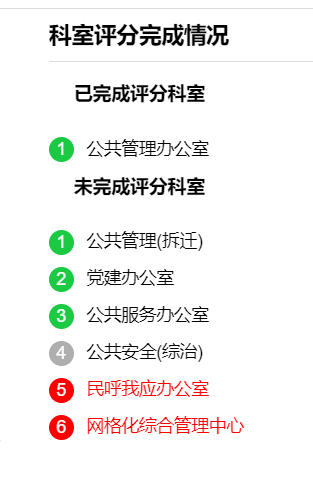 科室评分完成情况
已完成评分科室
1 公共管理办公室
未完成评分科室
1 公共管理(拆迁)
2 党建办公室
3 公共服务办公室
4 公共安全(综治)
5 民呼我应办公室
6 网格化综合管理中心